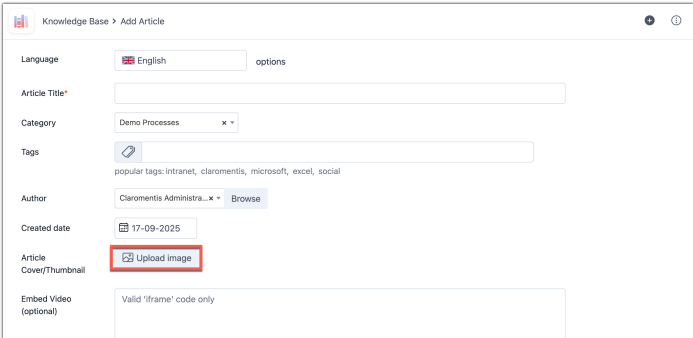 Knowledge Base > Add Article
Language
English
options
Article Title*
Category
Demo Processes
Tags
popular tags: intranet, claromentis, microsoft, excel, social
Author
Claromentis Administra...
Browse
Created date
17-09-2025
Article
Cover/Thumbnail
Upload image
Embed Video
(optional)
Valid 'iframe' code only